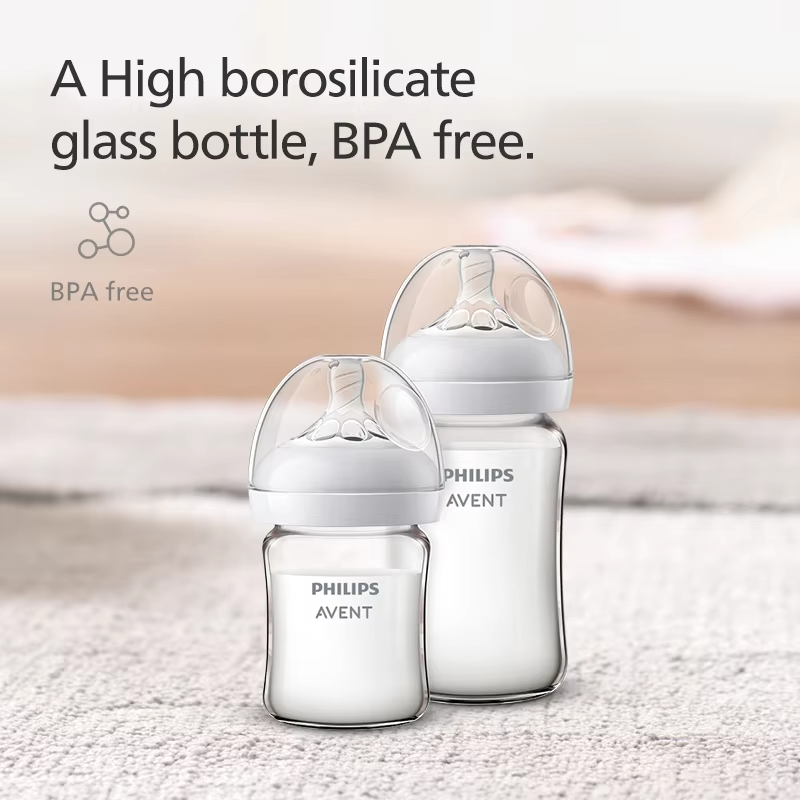 A High borosilicate
glass bottle, BPA free.
BPA free
PHILIPS
AVENT
PHILIPS
AVENT